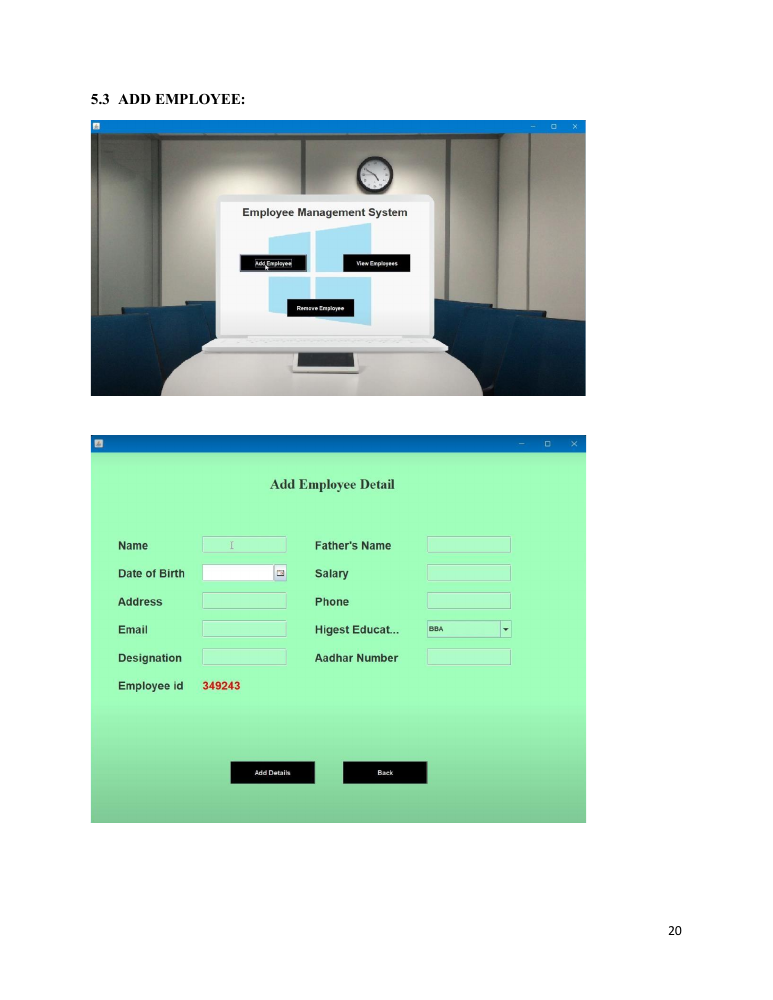 5.3 ADD EMPLOYEE:
Employee Management System
Add Employee
View Employees
Remove Employee
Add Employee Detail
Name
Father's Name
Date of Birth
Salary
Address
Phone
Email
Higest Educat...
BBA
Designation
Aadhar Number
Employee id 349243
Add Details
Back
20